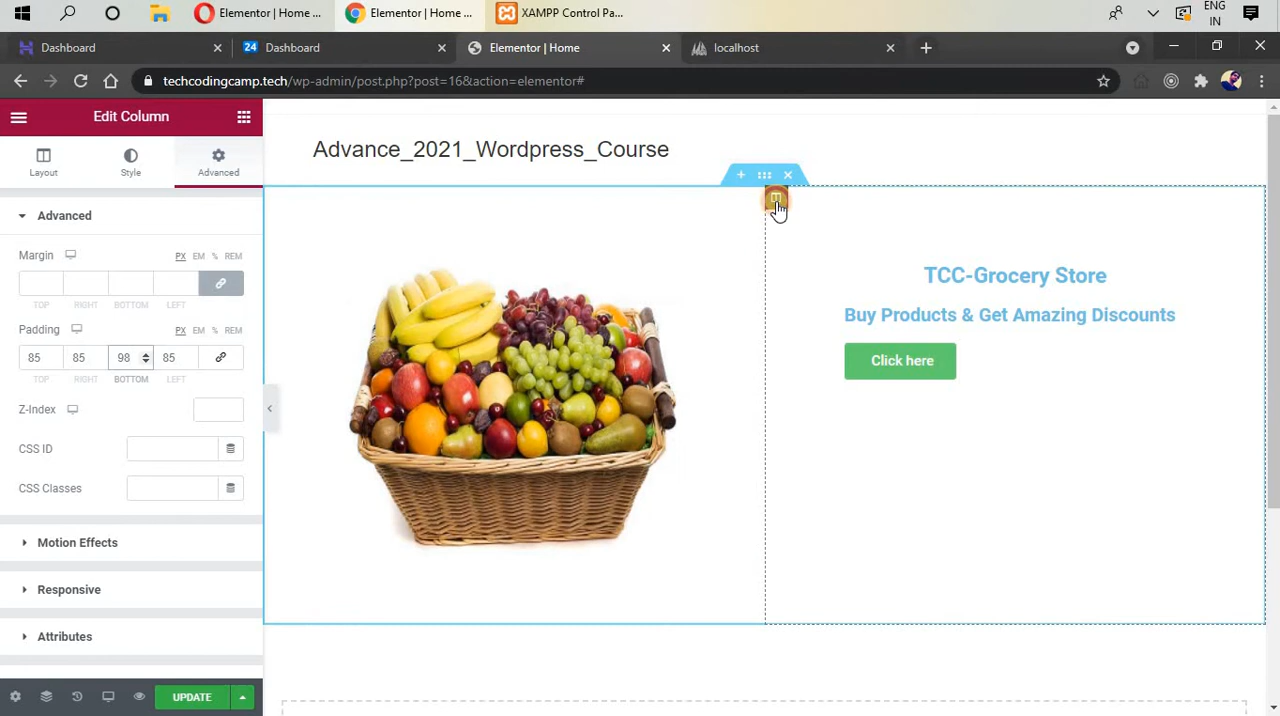 Elementor | Home ...
Elementor | Home ...
XAMPP Control Pa...
ENG
IN
Dashboard
24
Dashboard
Elementor | Home
localhost
techcodingcamp.tech/wp-admin/post.php?post=16&action=elementor#
Edit Column
Layout
Style
Advanced
Advanced
Margin
PX EM % REM
TOP RIGHT BOTTOM LEFT
Padding
PX EM % REM
85 85 98 85
TOP RIGHT BOTTOM LEFT
Z-Index
CSS ID
CSS Classes
Motion Effects
Responsive
Attributes
UPDATE
Advance_2021_Wordpress_Course
TCC-Grocery Store
Buy Products & Get Amazing Discounts
Click here